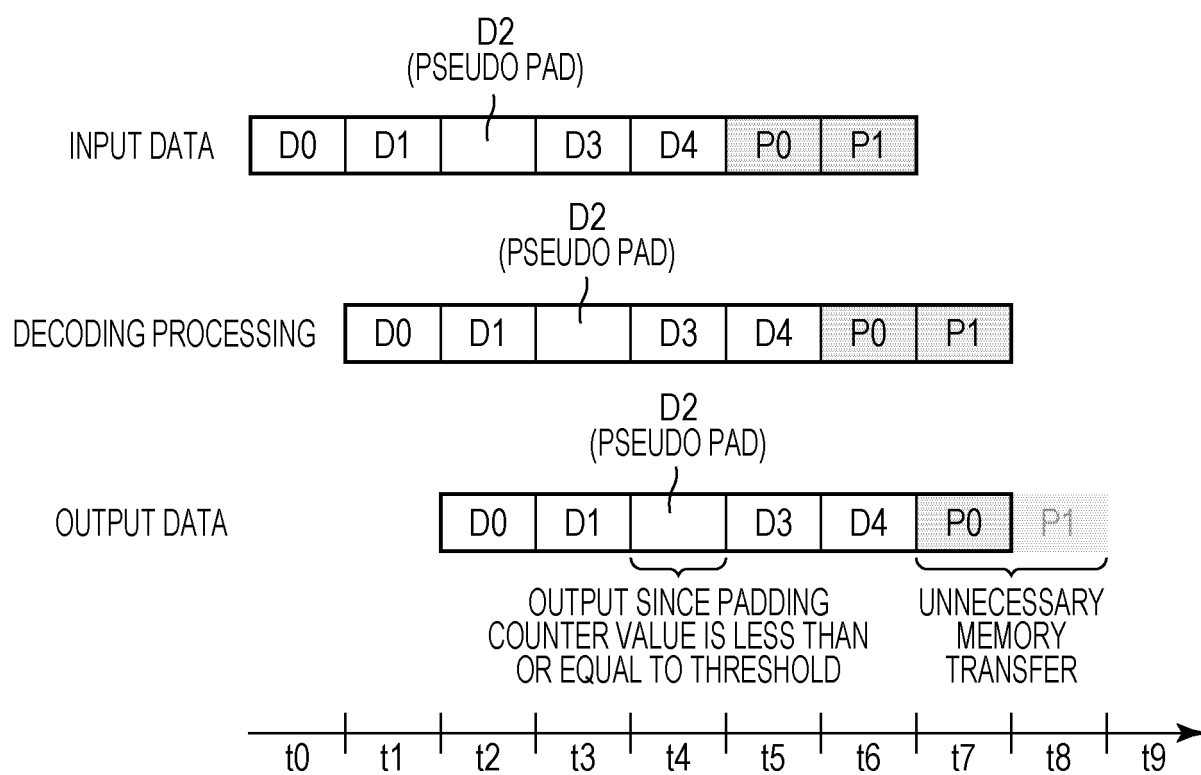 D2
(PSEUDO PAD)
INPUT DATA D0 D1 D3 D4 P0 P1
D2
(PSEUDO PAD)
DECODING PROCESSING D0 D1 D3 D4 P0 P1
D2
(PSEUDO PAD)
OUTPUT DATA D0 D1 D3 D4 P0 P1
OUTPUT SINCE PADDING
COUNTER VALUE IS LESS THAN
OR EQUAL TO THRESHOLD
UNNECESSARY
MEMORY
TRANSFER
t0 t1 t2 t3 t4 t5 t6 t7 t8 t9